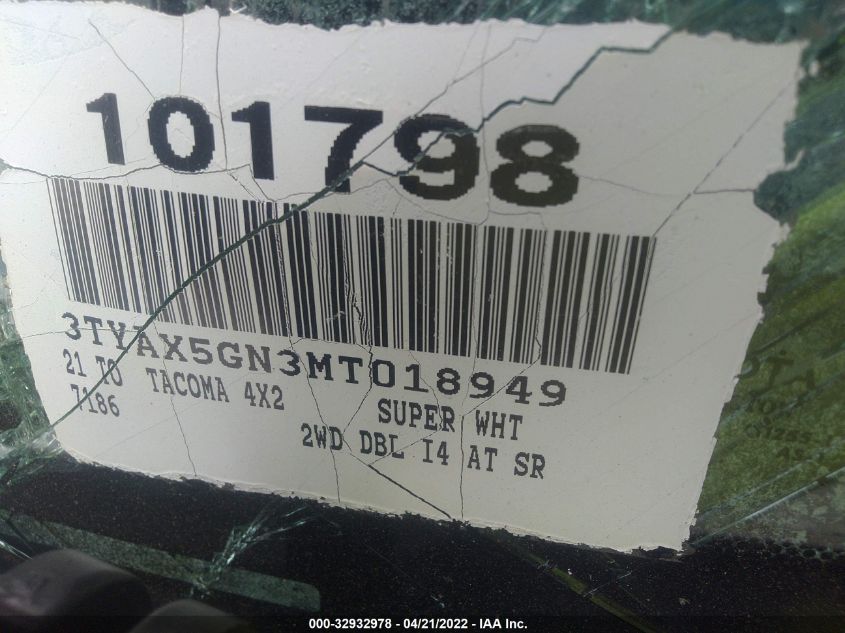 101798
3TYAX5GN3MT018949
21 TO TACOMA 4X2 SUPER WHT
7186 2WD DBL I4 AT SR
000-32932978 - 04/21/2022 - IAA Inc.